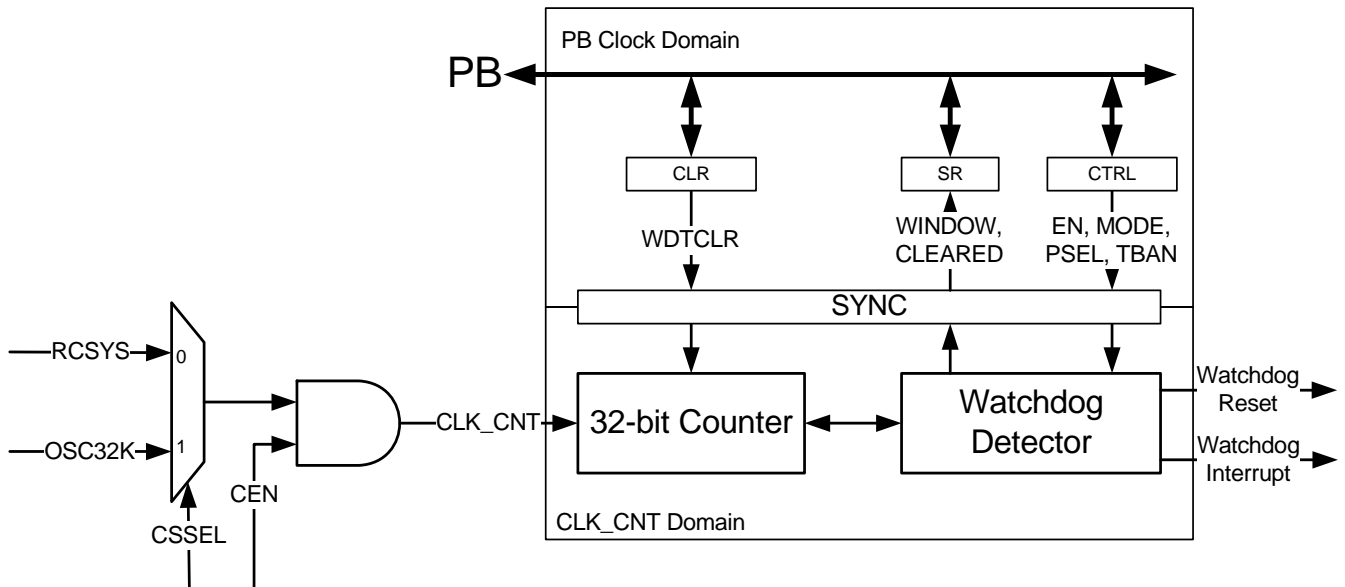 PB Clock Domain
PB
CLR
SR
CTRL
WDTCLR
WINDOW,
CLEARED
EN, MODE,
PSEL, TBAN
SYNC
RCSYS
0
OSC32K
1
CSSEL
CEN
CLK_CNT
32-bit Counter
Watchdog
Detector
Watchdog
Reset
Watchdog
Interrupt
CLK_CNT Domain